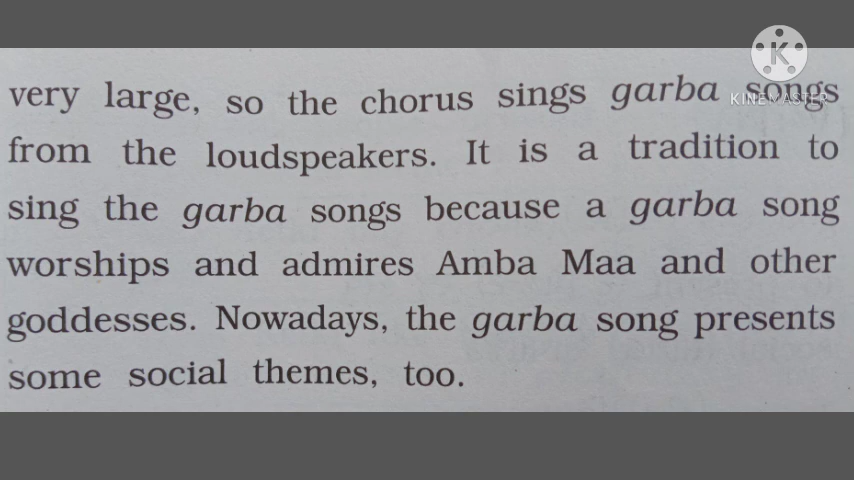 very large, so the chorus sings garba songs
from the loudspeakers. It is a tradition to
sing the garba songs because a garba song
worships and admires Amba Maa and other
goddesses. Nowadays, the garba song presents
some social themes, too.
K
KINEMASTER